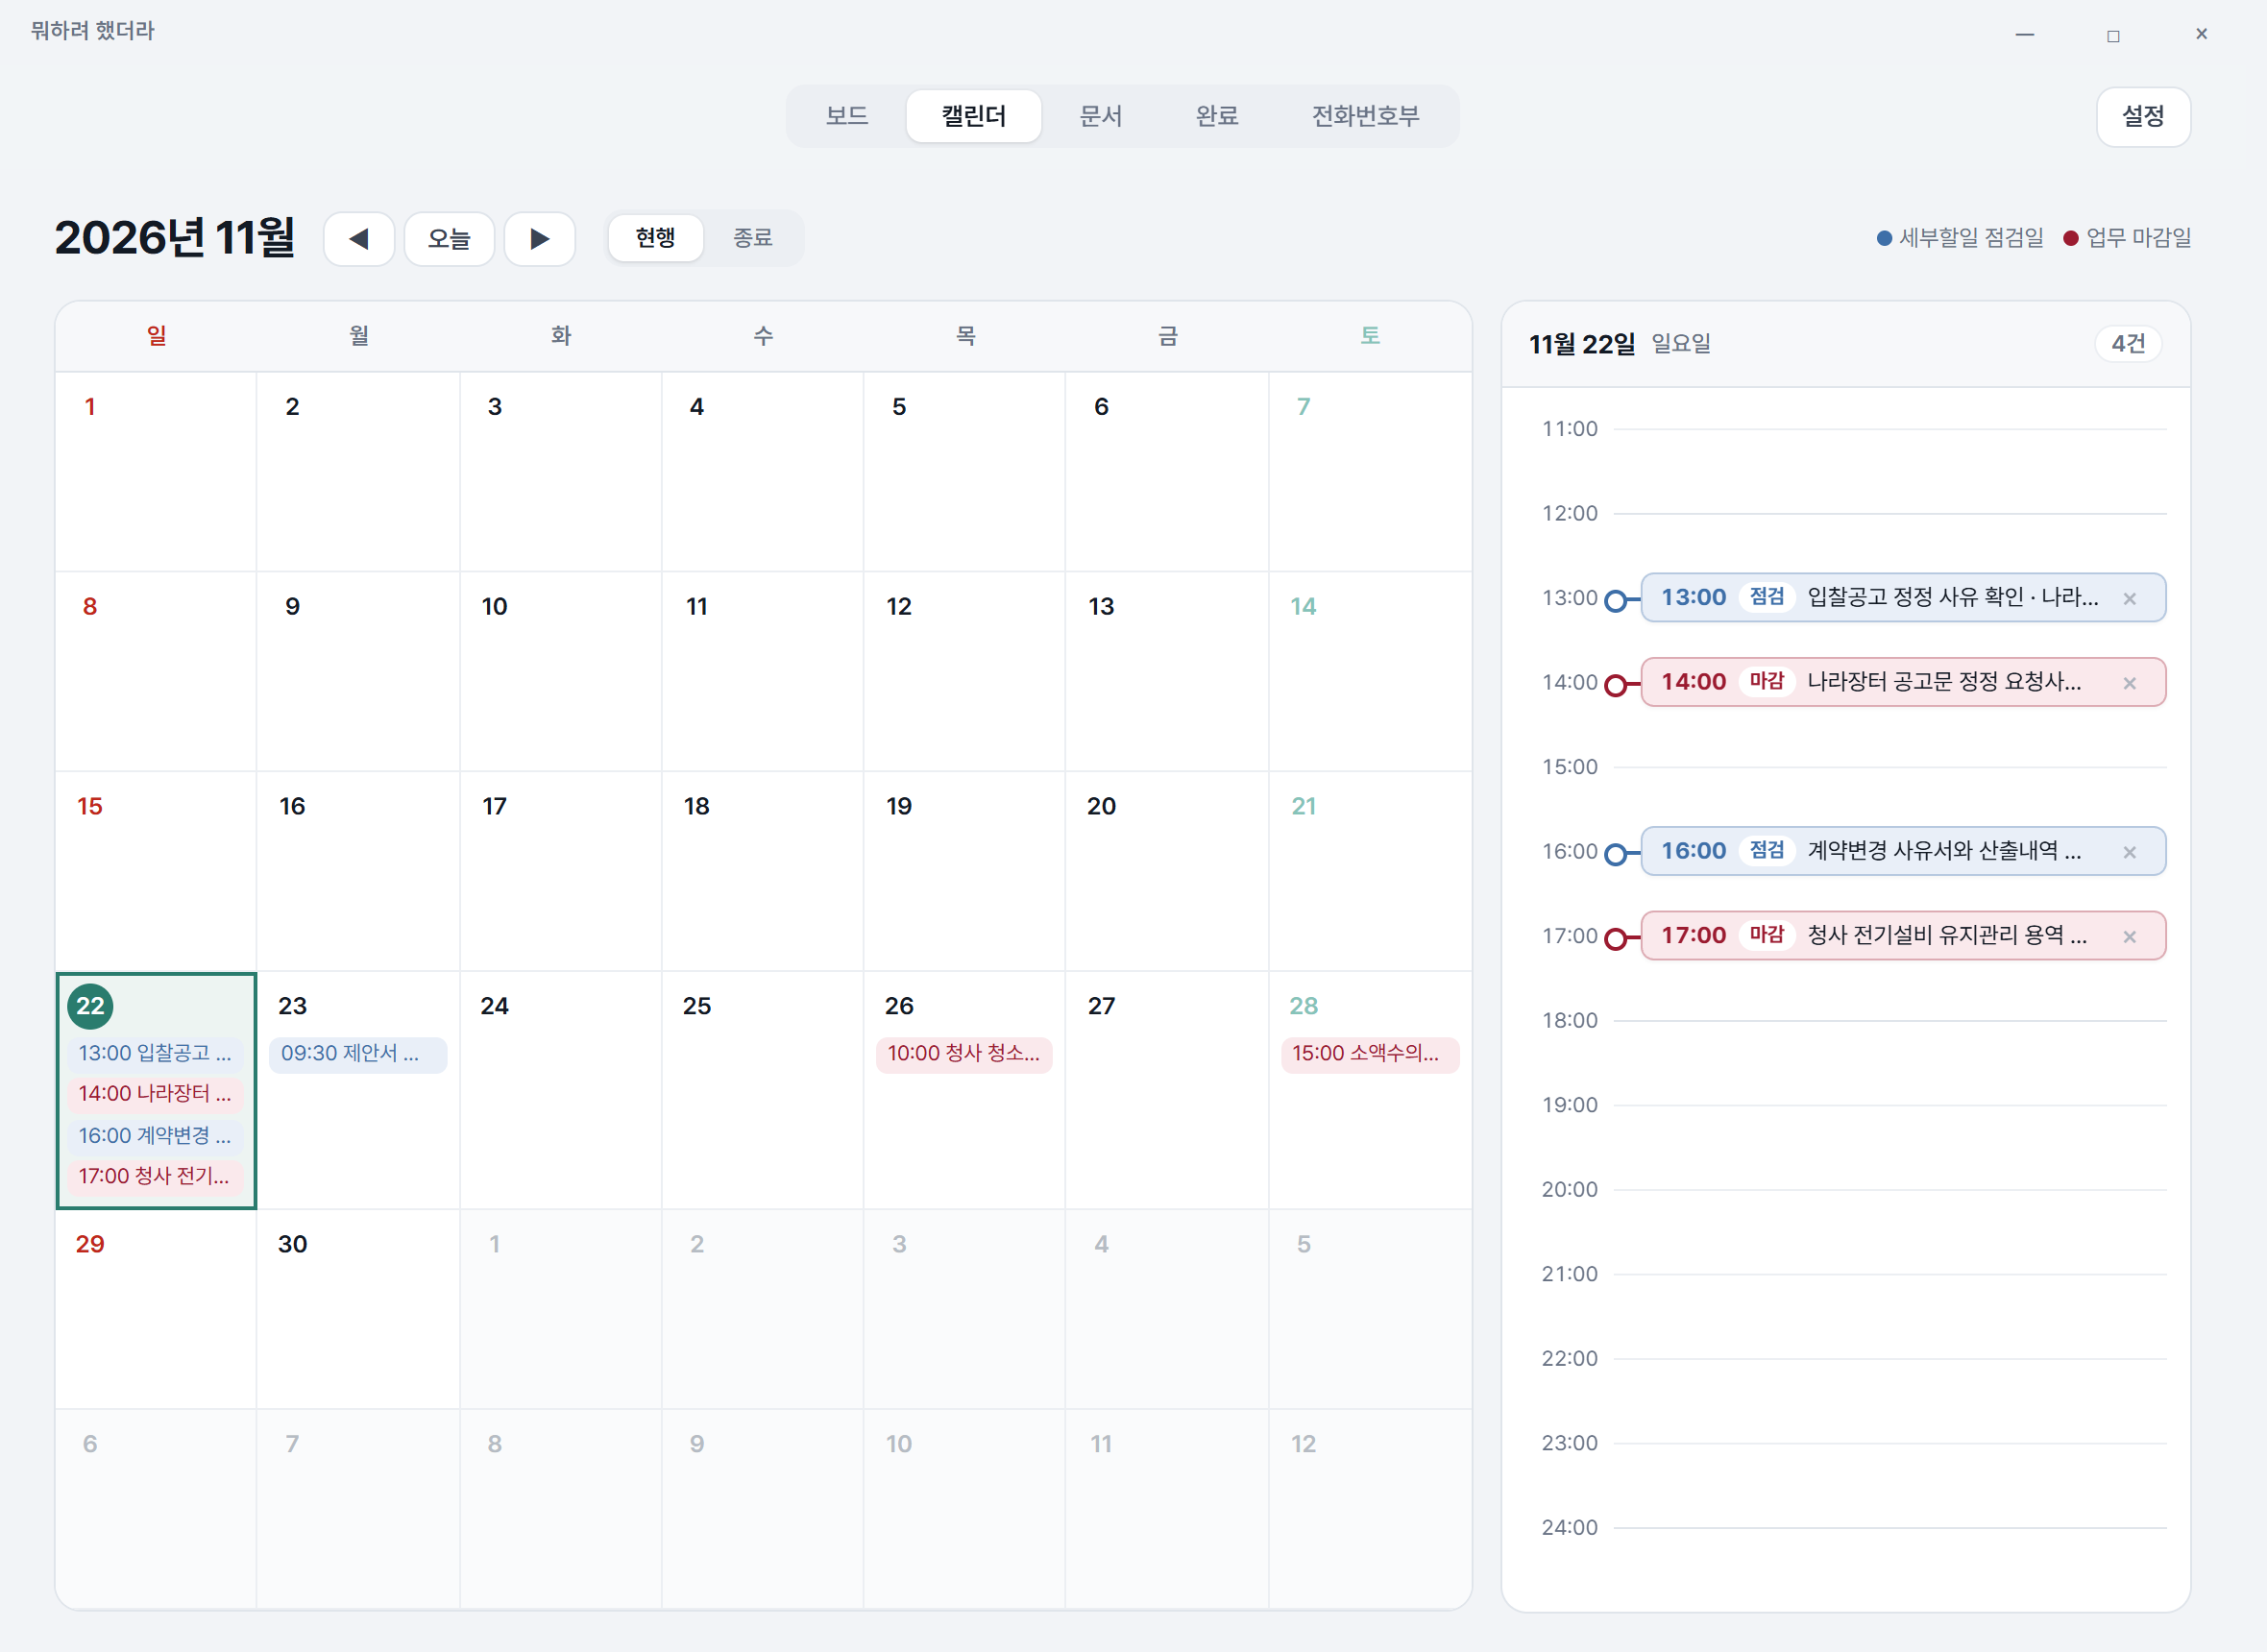 뭐하려 했더라
보드 캘린더 문서 완료 전화번호부 설정
2026년 11월 ◀ 오늘 ▶ 현행 종료
세부할일 점검일 업무 마감일
일 월 화 수 목 금 토
1 2 3 4 5 6 7
8 9 10 11 12 13 14
15 16 17 18 19 20 21
22 23 24 25 26 27 28
13:00 입찰공고 ...
14:00 나라장터 ...
16:00 계약변경 ...
17:00 청사 전기...
09:30 제안서 ...
10:00 청사 청소...
15:00 소액수의...
29 30 1 2 3 4 5
6 7 8 9 10 11 12
11월 22일 일요일 4건
11:00
12:00
13:00 13:00 점검 입찰공고 정정 사유 확인 · 나라... ×
14:00 14:00 마감 나라장터 공고문 정정 요청사... ×
15:00
16:00 16:00 점검 계약변경 사유서와 산출내역 ... ×
17:00 17:00 마감 청사 전기설비 유지관리 용역 ... ×
18:00
19:00
20:00
21:00
22:00
23:00
24:00